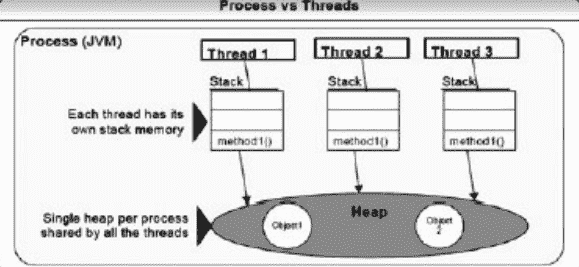 Process vs Threads
Process (JVM)
Thread 1
Thread 2
Thread 3
Stack
Stack
Stack
Each thread has its
own stack memory
method1()
method1()
method1()
Single heap per process
shared by all the threads
Heap
Object1
Object
2